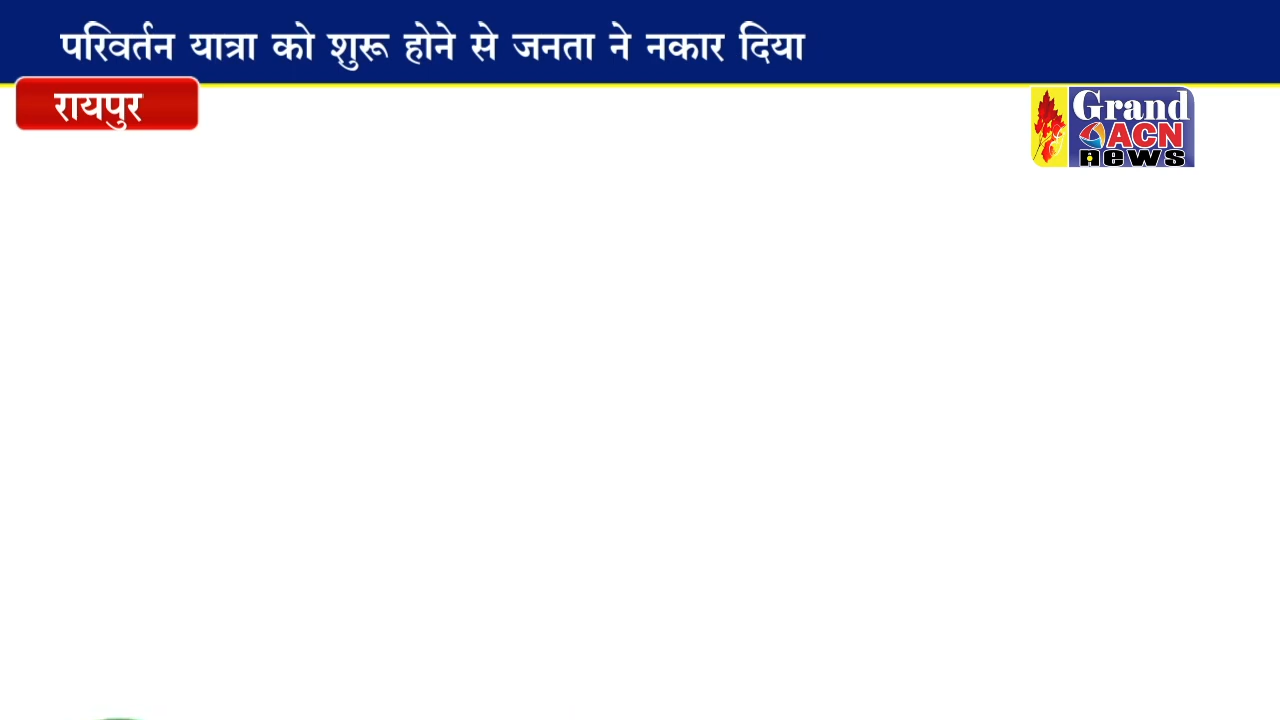 परिवर्तन यात्रा को शुरू होने से जनता ने नकार दिया
रायपुर
Grand
ACN
news